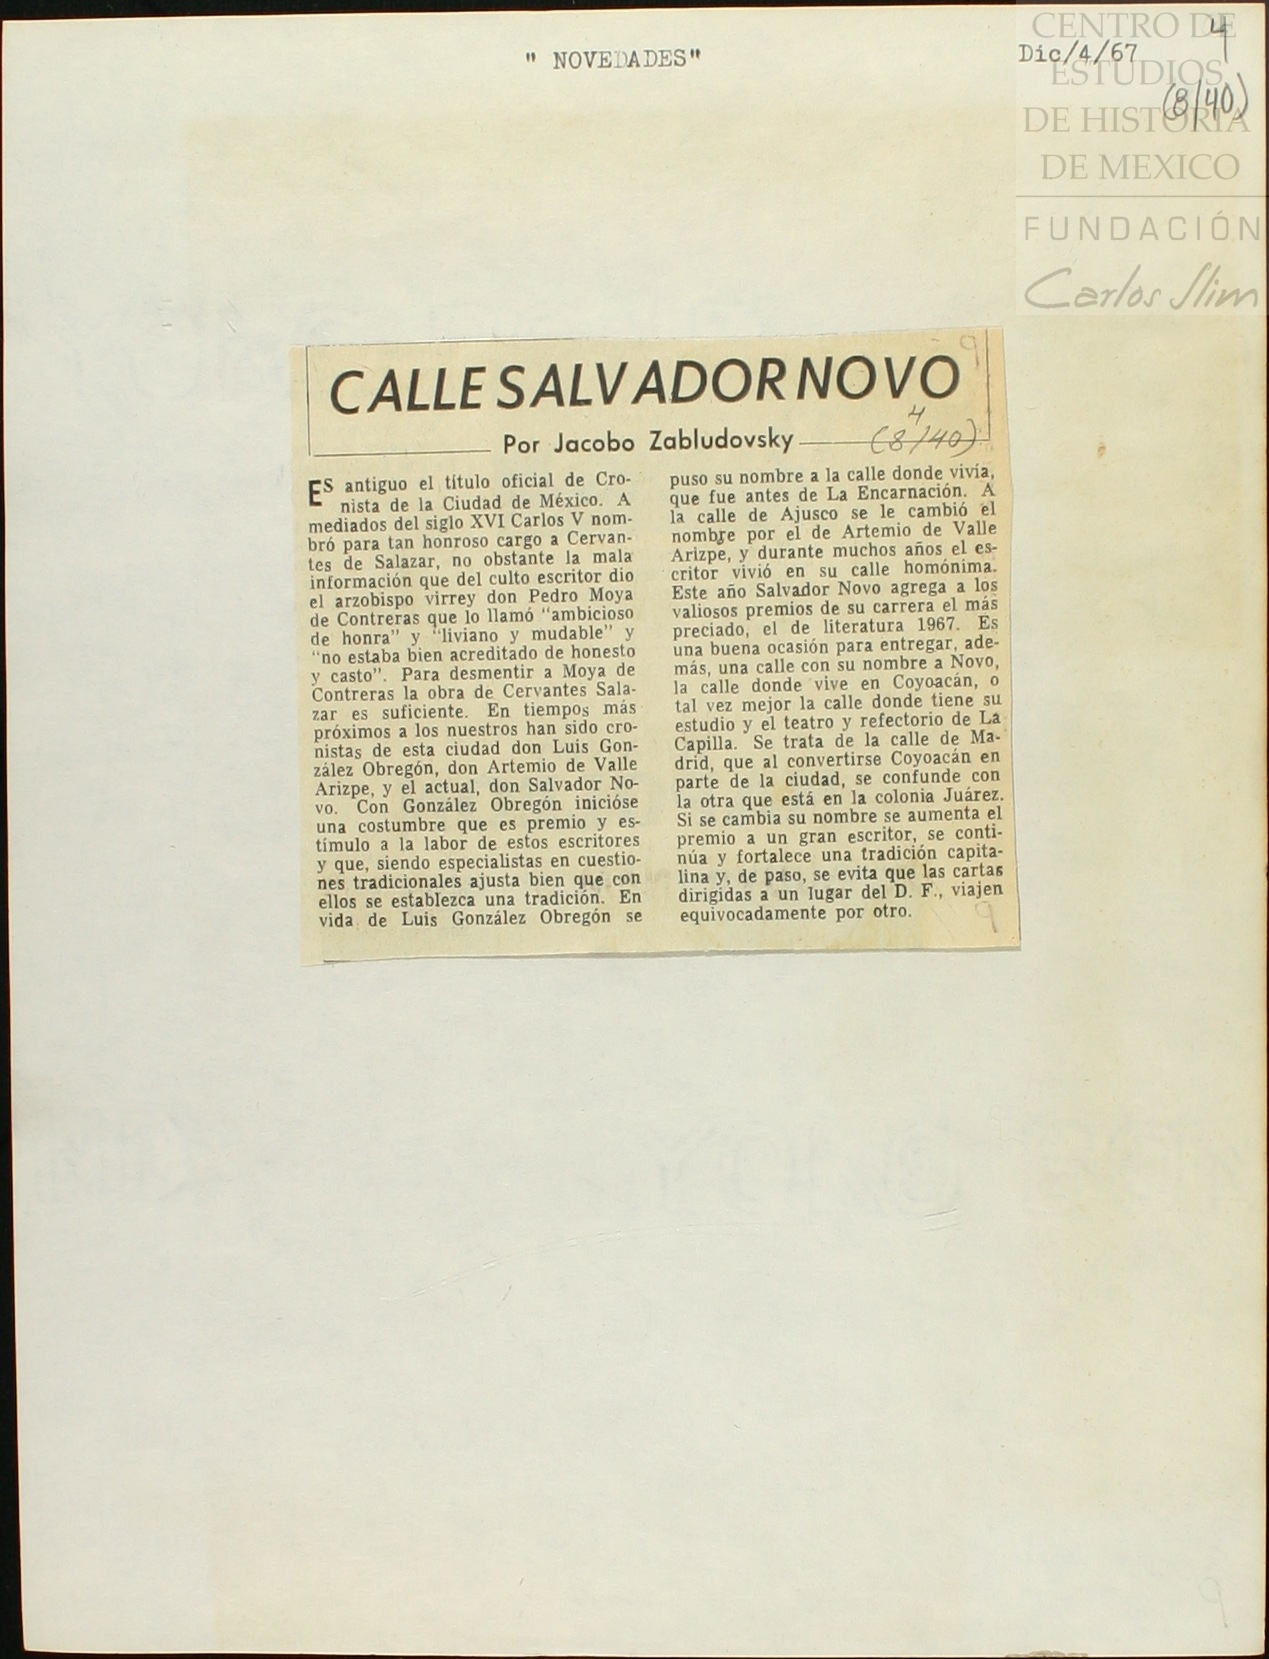 " NOVEDADES"
Dic/4/67
4
(8/40)
CENTRO DE
ESTUDIOS
DE HISTORIA
DE MEXICO
FUNDACIÓN
Carlos Slim
CALLE SALVADOR NOVO
4
Por Jacobo Zabludovsky
(8/40)
ES antiguo el título oficial de Cro-
nista de la Ciudad de México. A
mediados del siglo XVI Carlos V nom-
bró para tan honroso cargo a Cervan-
tes de Salazar, no obstante la mala
información que del culto escritor dio
el arzobispo virrey don Pedro Moya
de Contreras que lo llamó "ambicioso
de honra" y "liviano y mudable" y
"no estaba bien acreditado de honesto
y casto". Para desmentir a Moya de
Contreras la obra de Cervantes Sala-
zar es suficiente. En tiempos más
próximos a los nuestros han sido cro-
nistas de esta ciudad don Luis Gon-
zález Obregón, don Artemio de Valle
Arizpe, y el actual, don Salvador No-
vo. Con González Obregón inicióse
una costumbre que es premio y es-
tímulo a la labor de estos escritores
y que, siendo especialistas en cuestio-
nes tradicionales ajusta bien que con
ellos se establezca una tradición. En
vida de Luis González Obregón se
puso su nombre a la calle donde vivía,
que fue antes de La Encarnación. A
la calle de Ajusco se le cambió el
nombre por el de Artemio de Valle
Arizpe, y durante muchos años el es-
critor vivió en su calle homónima.
Este año Salvador Novo agrega a los
valiosos premios de su carrera el más
preciado, el de literatura 1967. Es
una buena ocasión para entregar, ade-
más, una calle con su nombre a Novo,
la calle donde vive en Coyoacán, o
tal vez mejor la calle donde tiene su
estudio y el teatro y refectorio de La
Capilla. Se trata de la calle de Ma-
drid, que al convertirse Coyoacán en
parte de la ciudad, se confunde con
la otra que está en la colonia Juárez.
Si se cambia su nombre se aumenta el
premio a un gran escritor, se conti-
núa y fortalece una tradición capita-
lina y, de paso, se evita que las cartas
dirigidas a un lugar del D. F., viajen
equivocadamente por otro.